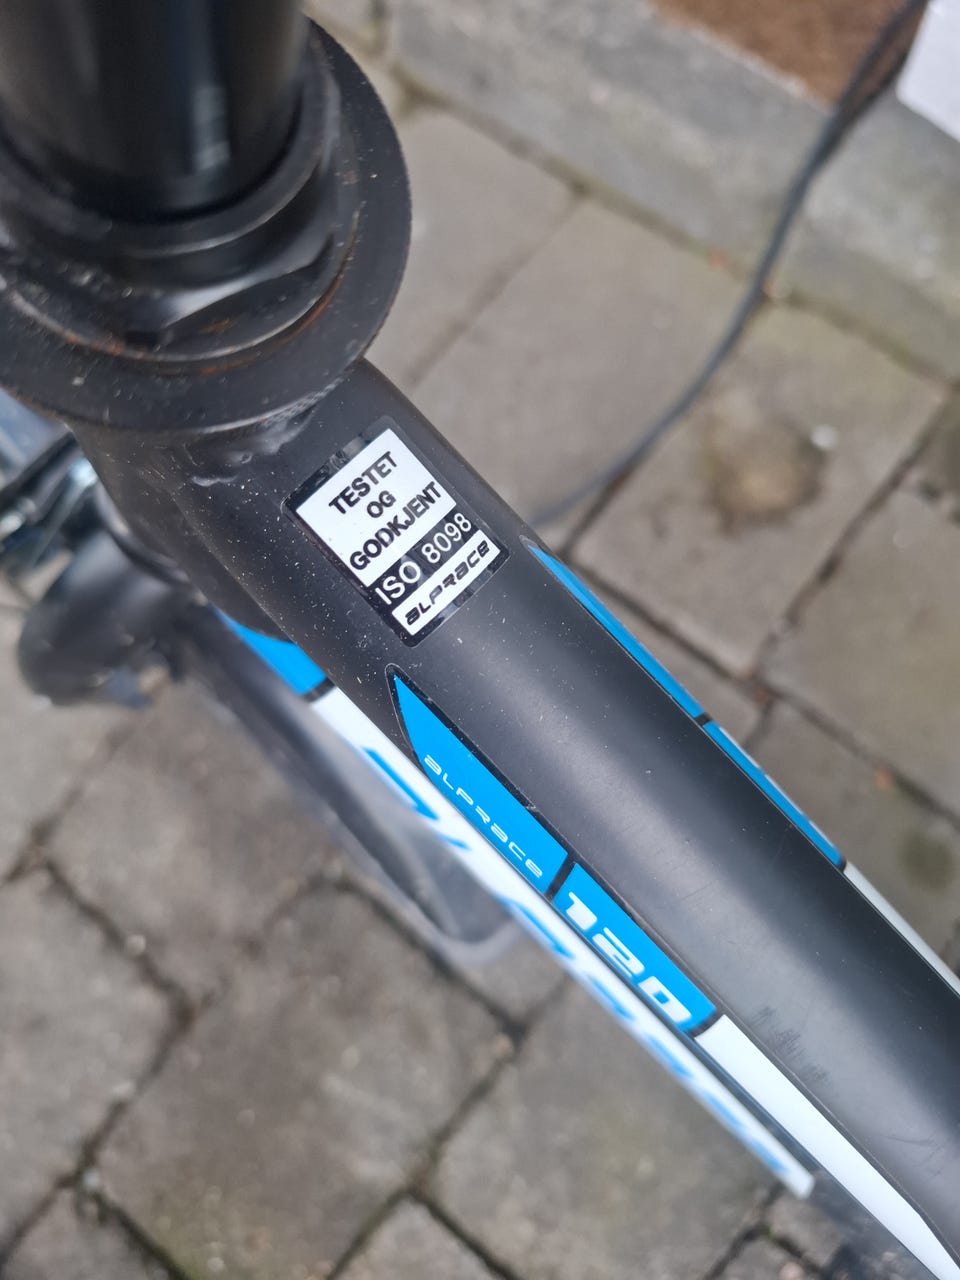 TESTET
OG
GODKJENT
ISO 8098
ALPRACE
ALPRACE
120